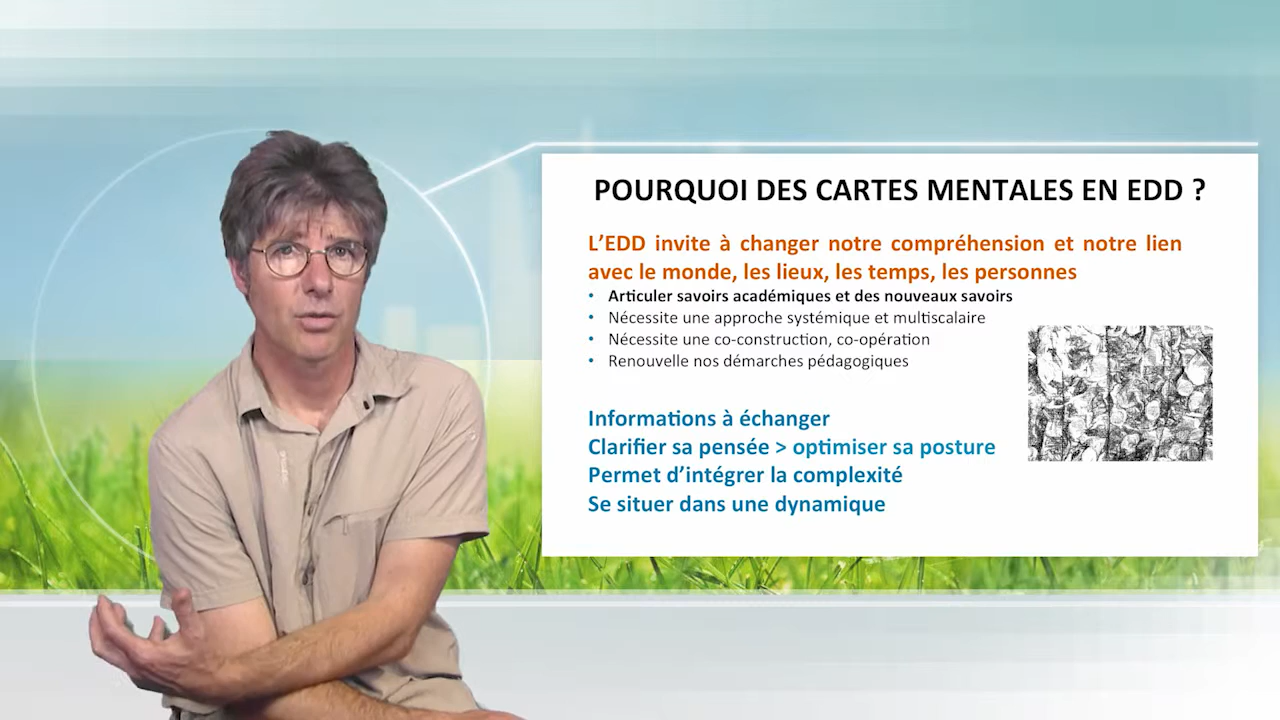 POURQUOI DES CARTES MENTALES EN EDD ?
L'EDD invite à changer notre compréhension et notre lien
avec le monde, les lieux, les temps, les personnes
• Articuler savoirs académiques et des nouveaux savoirs
• Nécessite une approche systémique et multiscalaire
• Nécessite une co-construction, co-opération
• Renouvelle nos démarches pédagogiques
Informations à échanger
Clarifier sa pensée > optimiser sa posture
Permet d'intégrer la complexité
Se situer dans une dynamique